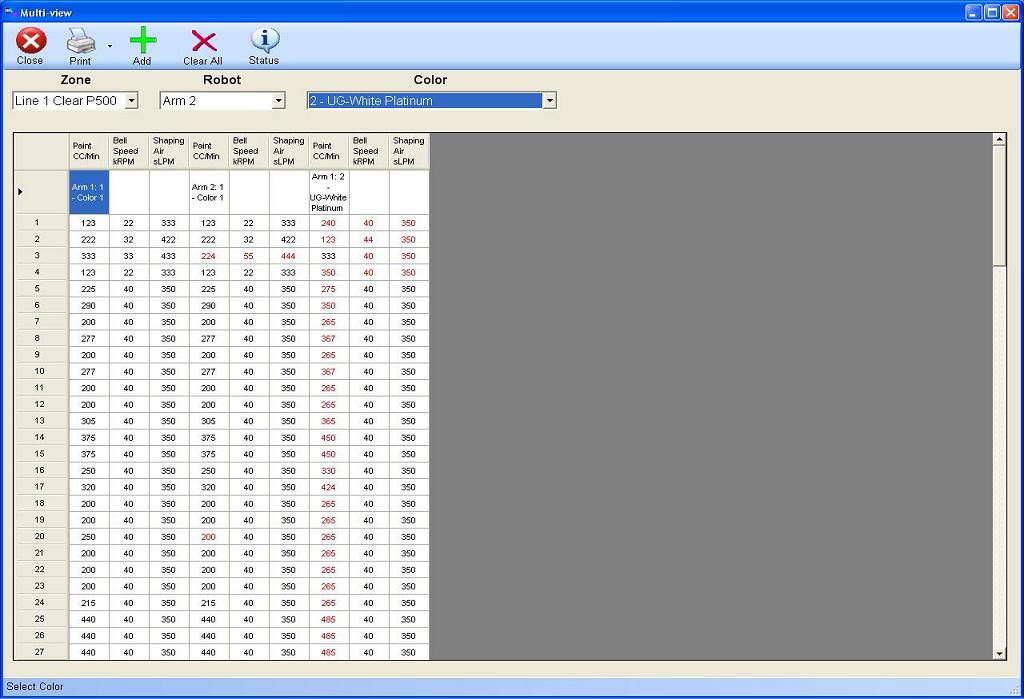 Multi-view
Close Print Add Clear All Status
Zone Robot Color
Line 1 Clear P500 Arm 2 2 - UG-White Platinum
Paint CC/Min Bell Speed kRPM Shaping Air sLPM Paint CC/Min Bell Speed kRPM Shaping Air sLPM Paint CC/Min Bell Speed kRPM Shaping Air sLPM
Arm 1: 1 - Color 1 Arm 2: 1 - Color 1 Arm 1: 2 - UG-White Platinum
1 123 22 333 123 22 333 240 40 350
2 222 32 422 222 32 422 123 44 350
3 333 33 433 224 55 444 333 40 350
4 123 22 333 123 22 333 350 40 350
5 225 40 350 225 40 350 275 40 350
6 290 40 350 290 40 350 350 40 350
7 200 40 350 200 40 350 265 40 350
8 277 40 350 277 40 350 367 40 350
9 200 40 350 200 40 350 265 40 350
10 277 40 350 277 40 350 367 40 350
11 200 40 350 200 40 350 265 40 350
12 200 40 350 200 40 350 265 40 350
13 305 40 350 305 40 350 365 40 350
14 375 40 350 375 40 350 450 40 350
15 375 40 350 375 40 350 450 40 350
16 250 40 350 250 40 350 330 40 350
17 320 40 350 320 40 350 424 40 350
18 200 40 350 200 40 350 265 40 350
19 200 40 350 200 40 350 265 40 350
20 250 40 350 200 40 350 265 40 350
21 200 40 350 200 40 350 265 40 350
22 200 40 350 200 40 350 265 40 350
23 200 40 350 200 40 350 265 40 350
24 215 40 350 215 40 350 265 40 350
25 440 40 350 440 40 350 485 40 350
26 440 40 350 440 40 350 485 40 350
27 440 40 350 440 40 350 485 40 350
Select Color